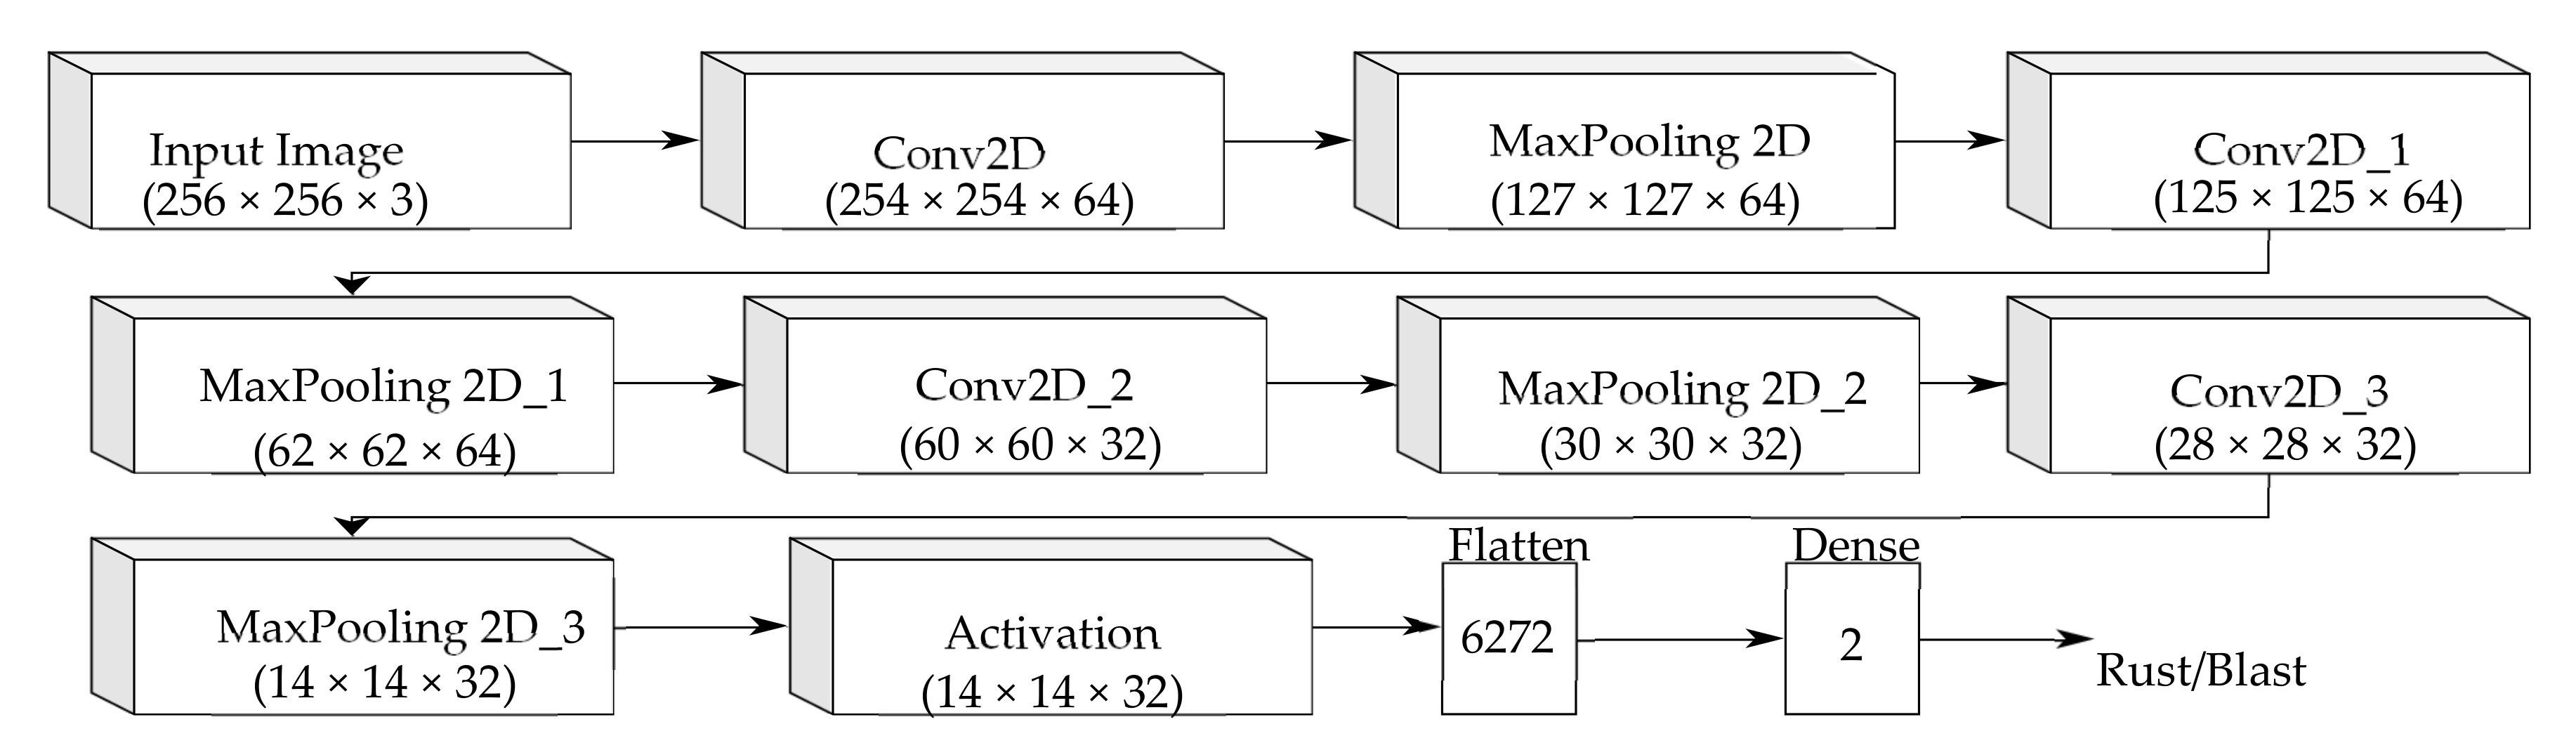 Input Image
(256 × 256 × 3)
Conv2D
(254 × 254 × 64)
MaxPooling 2D
(127 × 127 × 64)
Conv2D_1
(125 × 125 × 64)
MaxPooling 2D_1
(62 × 62 × 64)
Conv2D_2
(60 × 60 × 32)
MaxPooling 2D_2
(30 × 30 × 32)
Conv2D_3
(28 × 28 × 32)
MaxPooling 2D_3
(14 × 14 × 32)
Activation
(14 × 14 × 32)
Flatten
6272
Dense
2
Rust/Blast